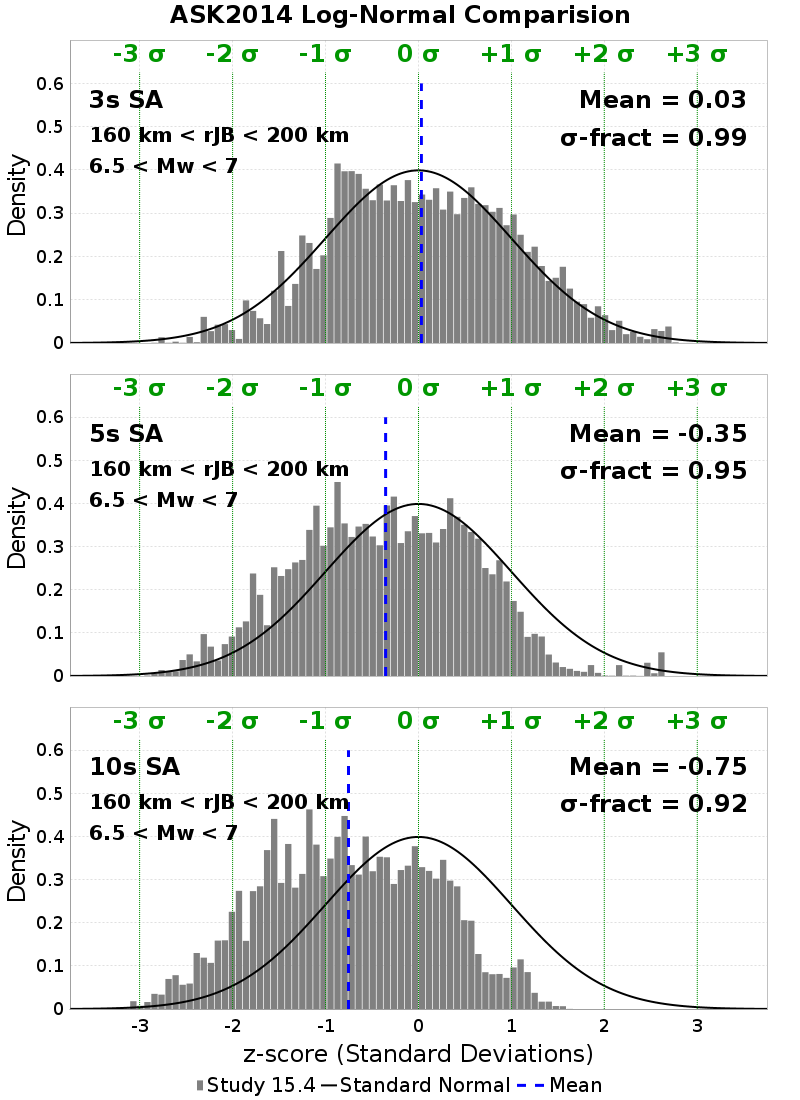 ASK2014 Log-Normal Comparision
-3 σ -2 σ -1 σ 0 σ +1 σ +2 σ +3 σ
0.6
3s SA
Mean = 0.03
0.5
160 km < rJB < 200 km
σ-fract = 0.99
6.5 < Mw < 7
0.4
Density
0.3
0.2
0.1
0
-3 σ -2 σ -1 σ 0 σ +1 σ +2 σ +3 σ
0.6
5s SA
Mean = -0.35
0.5
160 km < rJB < 200 km
σ-fract = 0.95
6.5 < Mw < 7
0.4
Density
0.3
0.2
0.1
0
-3 σ -2 σ -1 σ 0 σ +1 σ +2 σ +3 σ
0.6
10s SA
Mean = -0.75
0.5
160 km < rJB < 200 km
σ-fract = 0.92
6.5 < Mw < 7
0.4
Density
0.3
0.2
0.1
0
-3 -2 -1 0 1 2 3
z-score (Standard Deviations)
Study 15.4 Standard Normal Mean